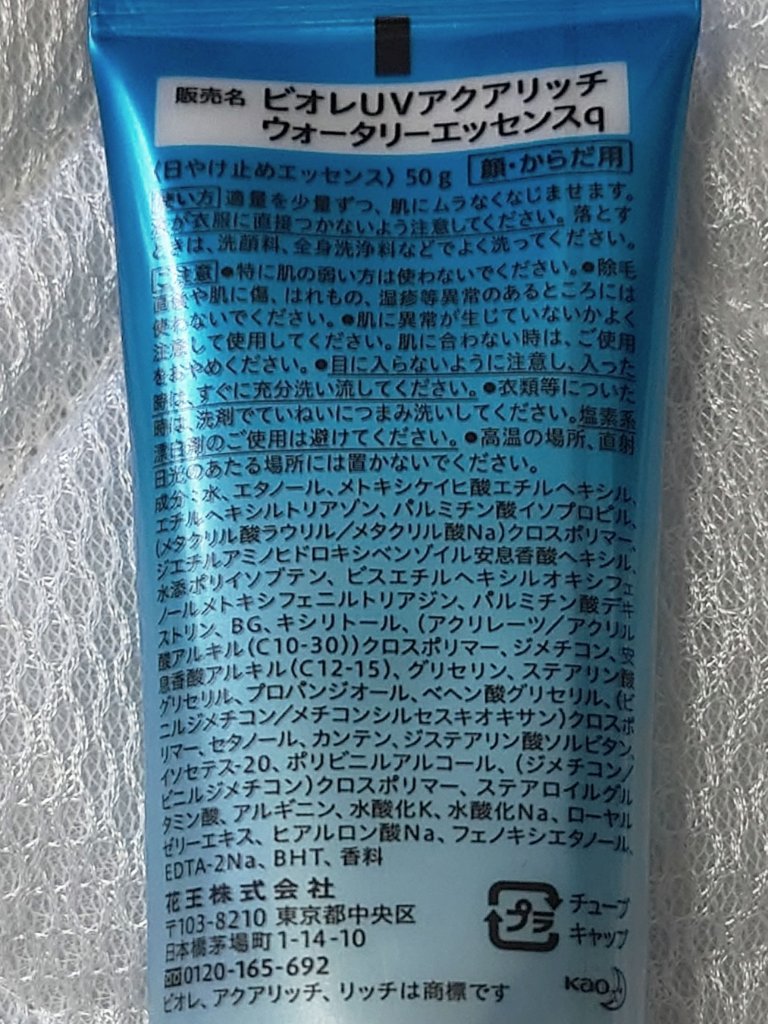 販売名 ビオレUVアクアリッチ
ウォータリーエッセンスq
(日やけ止めエッセンス) 50g 顔・からだ用
使い方 適量を少量ずつ、肌にムラなくなじませます。
が衣服に直接つかないよう注意してください。落とす
ときは、洗顔料、全身洗浄料などでよく洗ってください。
ご注意 ●特に肌の弱い方は使わないでください。●除毛
直後や肌に傷、はれもの、湿疹等異常のあるところには
使わないでください。●肌に異常が生じていないかよく
注意して使用してください。肌に合わない時は、ご使用
をおやめください。●目に入らないように注意し、入った
時は、すぐに充分洗い流してください。●衣類等についた
時は、洗剤でていねいにつまみ洗いしてください。塩素系
漂白剤のご使用は避けてください。●高温の場所、直射
日光のあたる場所には置かないでください。
成分:水、エタノール、メトキシケイヒ酸エチルヘキシル、
エチルヘキシルトリアゾン、パルミチン酸イソプロピル、
(メタクリル酸ラウリル/メタクリル酸Na)クロスポリマー、
ジエチルアミノヒドロキシベンゾイル安息香酸ヘキシル、
水添ポリイソブテン、ビスエチルヘキシルオキシフェ
ノールメトキシフェニルトリアジン、パルミチン酸デキ
ストリン、BG、キシリトール、(アクリレーツ/アクリル
酸アルキル(C10-30))クロスポリマー、ジメチコン、安
息香酸アルキル(C12-15)、グリセリン、ステアリン酸
グリセリル、プロパンジオール、ベヘン酸グリセリル、(ビ
ニルジメチコン/メチコンシルセスキオキサン)クロスポ
リマー、セタノール、カンテン、ジステアリン酸ソルビタン、
イソセテス-20、ポリビニルアルコール、(ジメチコン/
ビニルジメチコン)クロスポリマー、ステアロイルグル
タミン酸、アルギニン、水酸化K、水酸化Na、ローヤル
ゼリーエキス、ヒアルロン酸Na、フェノキシエタノール、
EDTA-2Na、BHT、香料
花王株式会社
〒103-8210 東京都中央区
日本橋茅場町1-14-10
0120-165-692
ビオレ、アクアリッチ、リッチは商標です
プラ
チューブ
キャップ
Kao